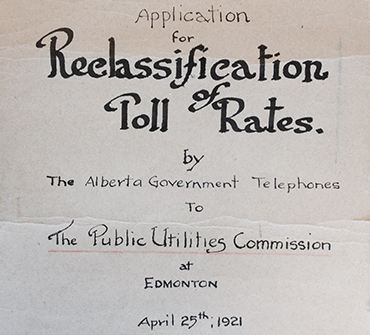 Application
for
Reclassification
of
Toll Rates.
by
The Alberta Government Telephones
To
The Public Utilities Commission
at
EDMONTON
April 25th, 1921